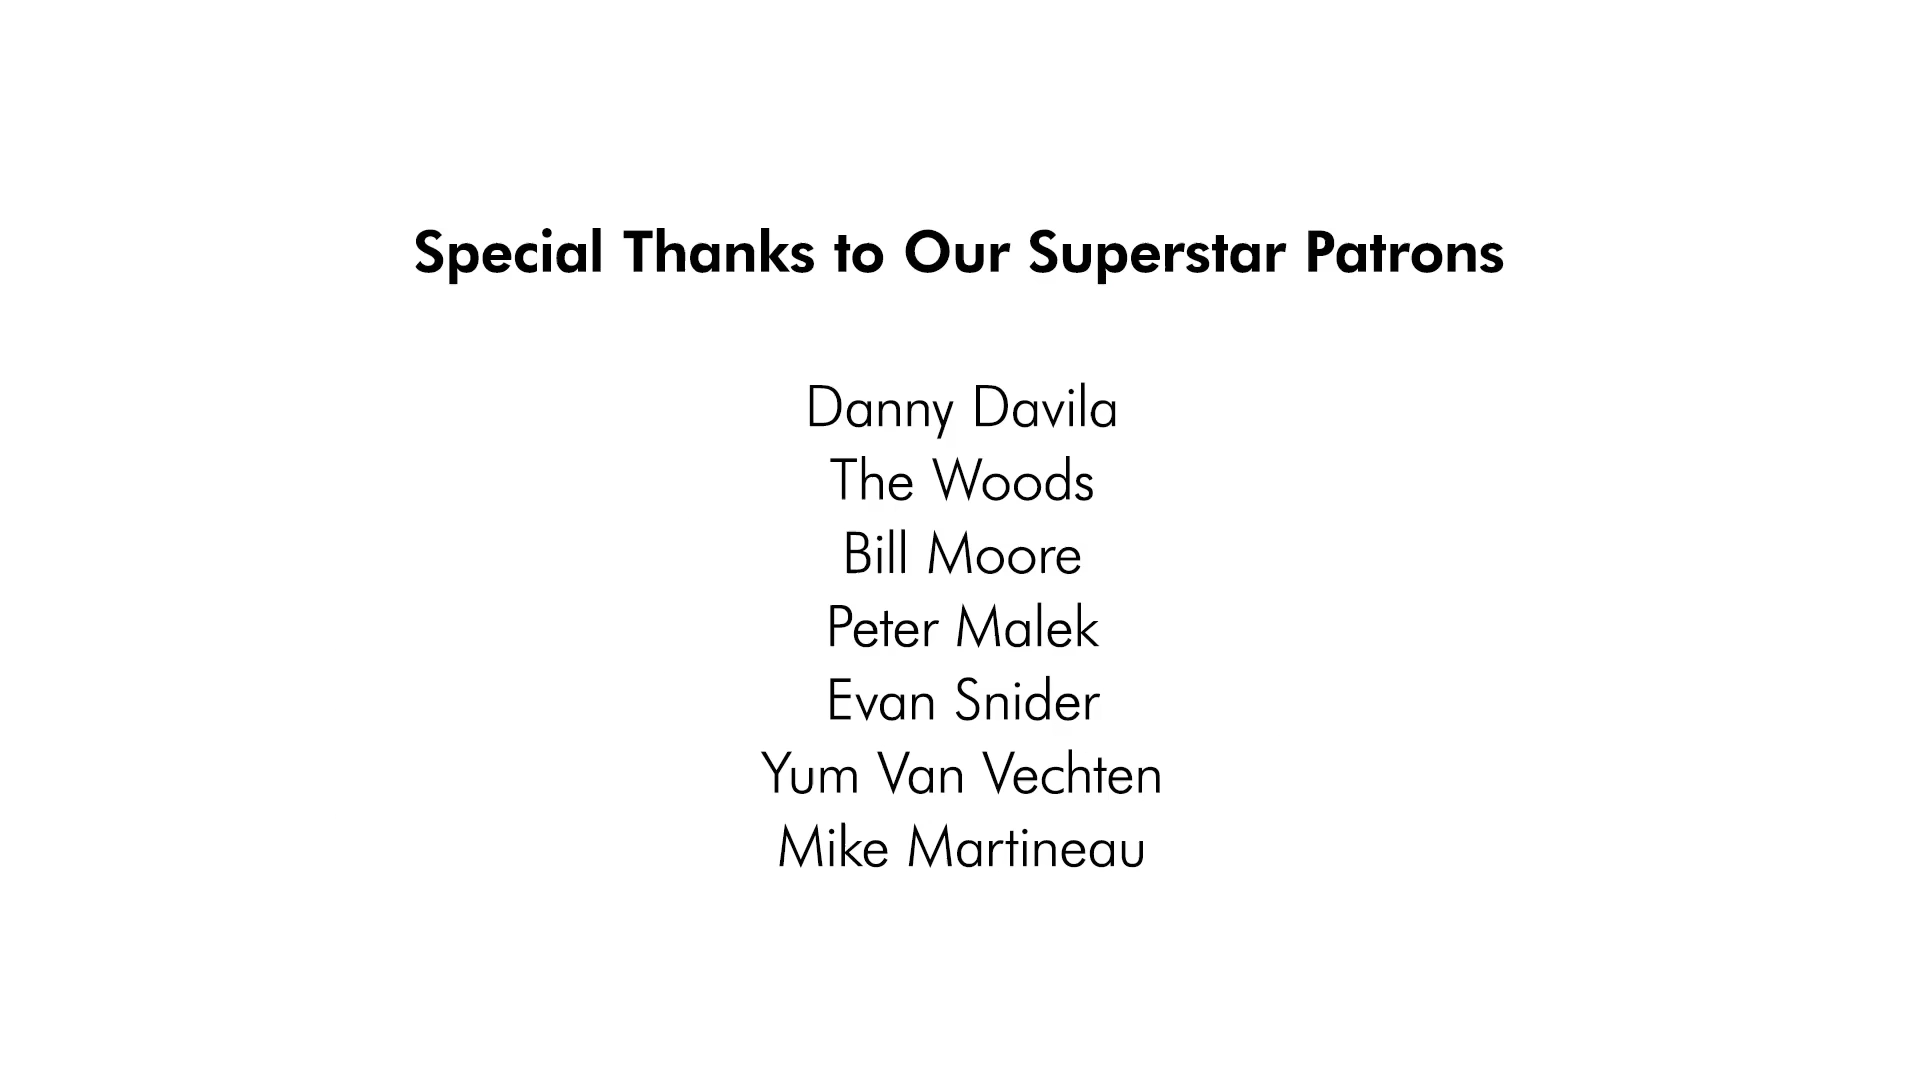 Special Thanks to Our Superstar Patrons
Danny Davila
The Woods
Bill Moore
Peter Malek
Evan Snider
Yum Van Vechten
Mike Martineau